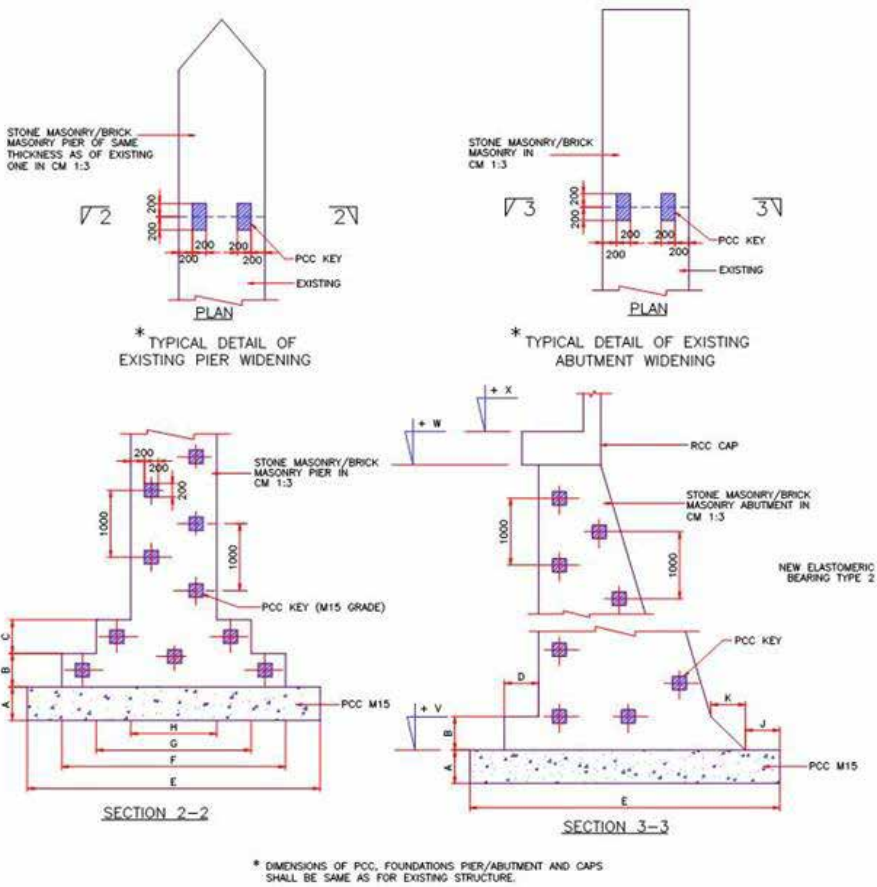 STONE MASONRY/BRICK
MASONRY PIER OF SAME
THICKNESS AS OF EXISTING
ONE IN CM 1:3
200
200
2
2
200
200
200
200
PCC KEY
EXISTING
PLAN
* TYPICAL DETAIL OF
EXISTING PIER WIDENING
STONE MASONRY/BRICK
MASONRY IN
CM 1:3
200
200
3
3
200
200
200
200
PCC KEY
EXISTING
PLAN
* TYPICAL DETAIL OF EXISTING
ABUTMENT WIDENING
200
200
1000
1000
STONE MASONRY/BRICK
MASONRY PIER IN
CM 1:3
PCC KEY (M15 GRADE)
C
B
A
PCC M15
H
G
F
E
SECTION 2-2
+ X
+ W
RCC CAP
STONE MASONRY/BRICK
MASONRY ABUTMENT IN
CM 1:3
1000
1000
NEW ELASTOMERIC
BEARING TYPE 2
PCC KEY
D
K
J
+ V
B
A
PCC M15
E
SECTION 3-3
* DIMENSIONS OF PCC, FOUNDATIONS PIER/ABUTMENT AND CAPS
SHALL BE SAME AS FOR EXISTING STRUCTURE.